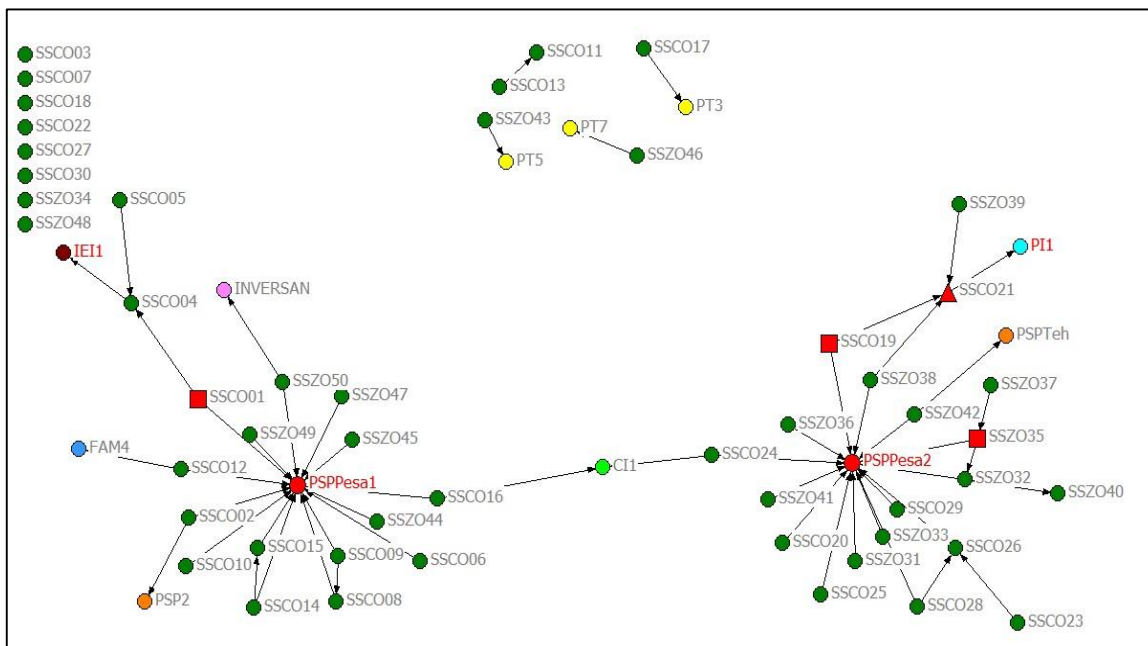 SSCO03
SSCO07
SSCO18
SSCO22
SSCO27
SSCO30
SSZO34
SSZO48
SSCO11
SSCO17
SSCO13
PT3
SSZO43
PT7
PT5
SSZO46
SSCO05
SSZO39
IEI1
PI1
SSCO04
INVERSAN
SSCO21
SSCO19
PSPTeh
SSCO01
SSZO50
SSZO47
SSZO38
SSZO37
SSZO42
SSZO36
SSZO49
SSZO45
SSZO35
FAM4
SSCO12
CI1
SSCO24
PSPPesa2
PSPPesa1
SSCO16
SSZO32
SSZO40
SSZO41
SSCO29
SSCO02
SSZO44
SSCO20
SSZO33
SSCO26
SSCO15
SSCO09
SSCO06
SSCO10
SSZO31
SSCO25
PSP2
SSCO14
SSCO08
SSCO28
SSCO23